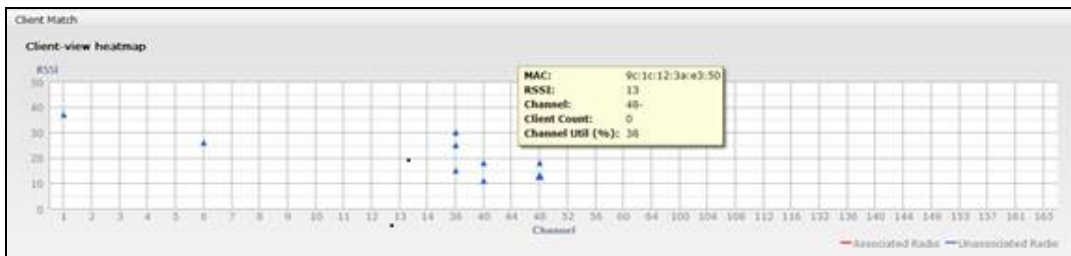 Client Match
Client-view heatmap
RSSI
MAC: 9c:1c:12:3a:e3:50
RSSI: 13
Channel: 48-
Client Count: 0
Channel Util (%): 38
50
40
30
20
10
0
1 2 3 4 5 6 7 8 9 10 11 12 13 14 36 40 44 48 52 56 60 64 100 104 108 112 116 132 136 140 144 149 153 157 161 165
Channel
Associated Radio Unassociated Radio